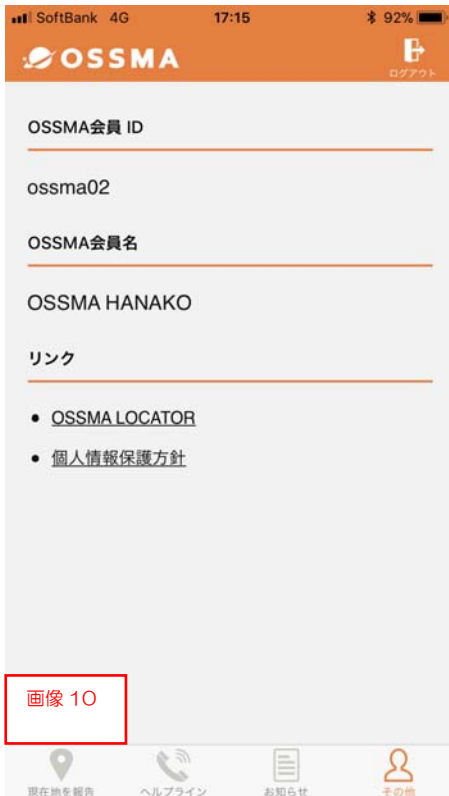 SoftBank 4G 17:15 92%
OSSMA
ログアウト
OSSMA会員 ID
ossma02
OSSMA会員名
OSSMA HANAKO
リンク
• OSSMA LOCATOR
• 個人情報保護方針
画像 10
現在地を報告 ヘルプライン お知らせ その他